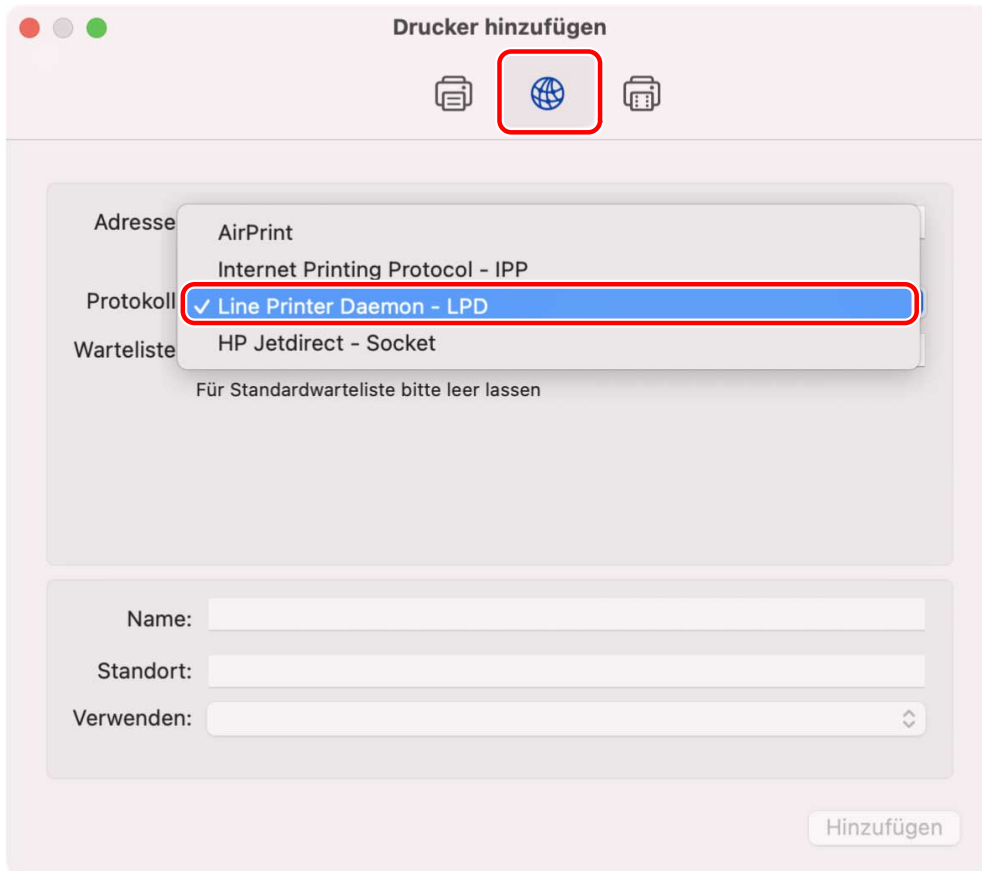 Drucker hinzufügen
Adresse
AirPrint
Internet Printing Protocol - IPP
Protokoll
✓ Line Printer Daemon - LPD
Warteliste
HP Jetdirect - Socket
Für Standardwarteliste bitte leer lassen
Name:
Standort:
Verwenden:
Hinzufügen